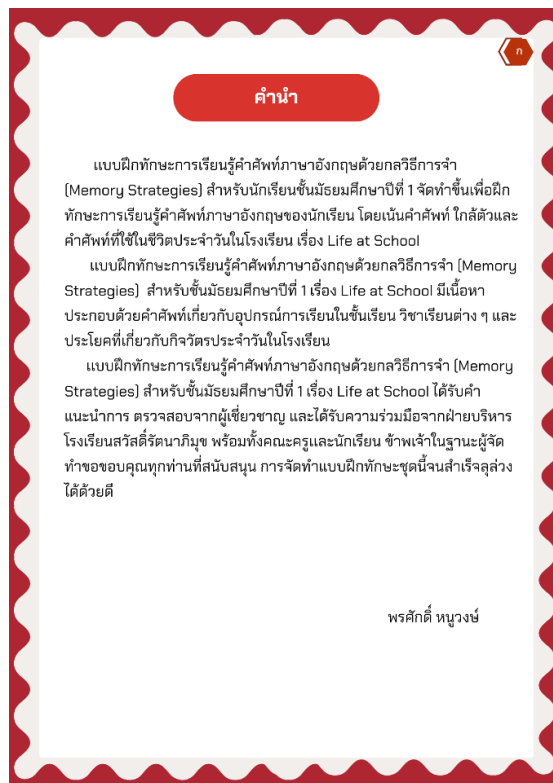 ก
คำนำ
แบบฝึกทักษะการเรียนรู้คำศัพท์ภาษาอังกฤษด้วยกลวิธีการจำ
(Memory Strategies) สำหรับนักเรียนชั้นมัธยมศึกษาปีที่ 1 จัดทำขึ้นเพื่อฝึก
ทักษะการเรียนรู้คำศัพท์ภาษาอังกฤษของนักเรียน โดยเน้นคำศัพท์ ใกล้ตัวและ
คำศัพท์ที่ใช้ในชีวิตประจำวันในโรงเรียน เรื่อง Life at School
แบบฝึกทักษะการเรียนรู้คำศัพท์ภาษาอังกฤษด้วยกลวิธีการจำ (Memory
Strategies) สำหรับชั้นมัธยมศึกษาปีที่ 1 เรื่อง Life at School มีเนื้อหา
ประกอบด้วยคำศัพท์เกี่ยวกับอุปกรณ์การเรียนในชั้นเรียน วิชาเรียนต่าง ๆ และ
ประโยคที่เกี่ยวกับกิจวัตรประจำวันในโรงเรียน
แบบฝึกทักษะการเรียนรู้คำศัพท์ภาษาอังกฤษด้วยกลวิธีการจำ (Memory
Strategies) สำหรับชั้นมัธยมศึกษาปีที่ 1 เรื่อง Life at School ได้รับคำ
แนะนำการ ตรวจสอบจากผู้เชี่ยวชาญ และได้รับความร่วมมือจากฝ่ายบริหาร
โรงเรียนสวัสดิ์รัตนาภิมุข พร้อมทั้งคณะครูและนักเรียน ข้าพเจ้าในฐานะผู้จัด
ทำขอขอบคุณทุกท่านที่สนับสนุน การจัดทำแบบฝึกทักษะชุดนี้จนสำเร็จลุล่วง
ได้ด้วยดี
พรศักดิ์ หนูวงษ์